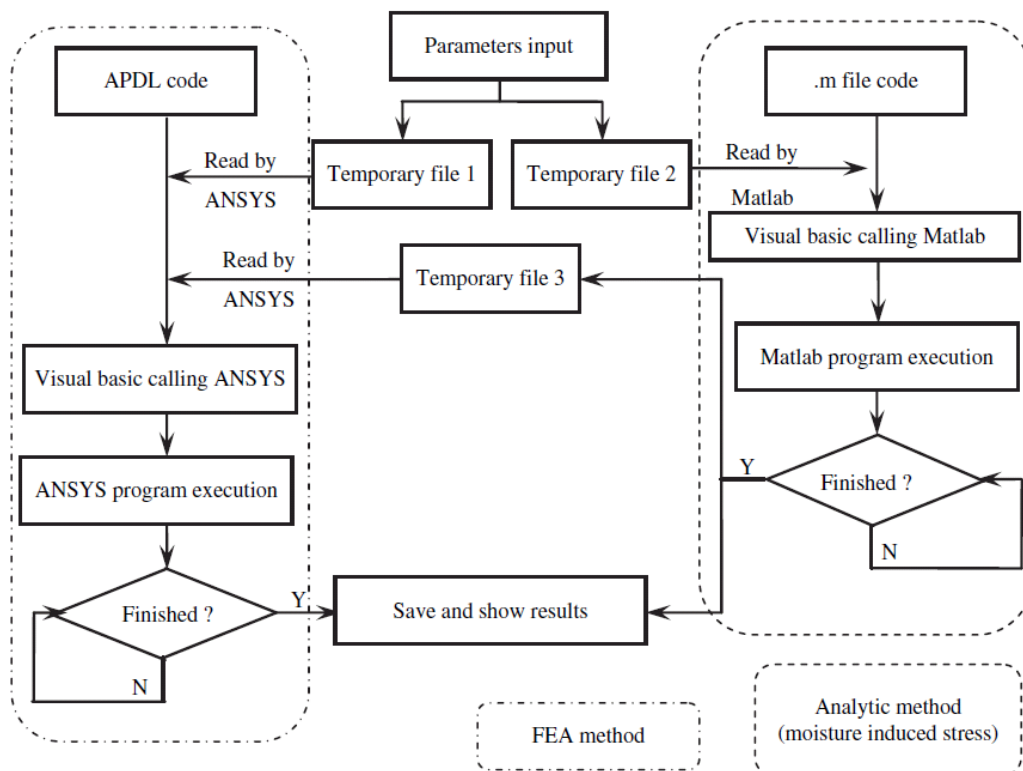 Parameters input
APDL code
.m file code
Read by
ANSYS
Temporary file 1
Temporary file 2
Read by
Matlab
Visual basic calling Matlab
Read by
ANSYS
Temporary file 3
Visual basic calling ANSYS
Matlab program execution
ANSYS program execution
Y
Finished ?
N
Finished ?
Y
N
Save and show results
FEA method
Analytic method
(moisture induced stress)